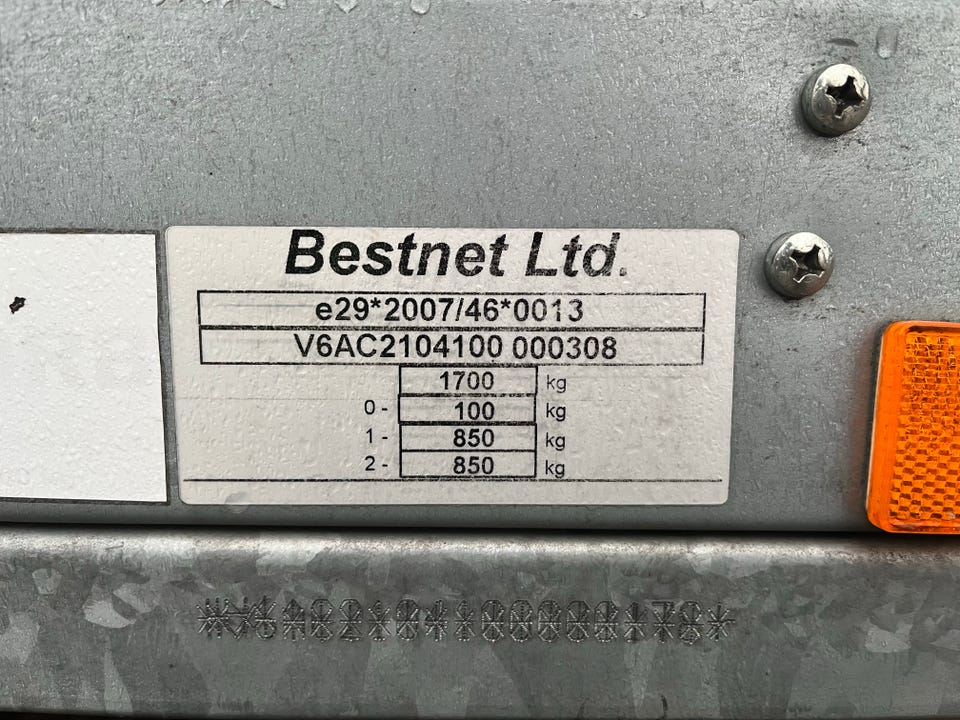 Bestnet Ltd.
e29*2007/46*0013
V6AC2104100 000308
1700 kg
0 - 100 kg
1 - 850 kg
2 - 850 kg